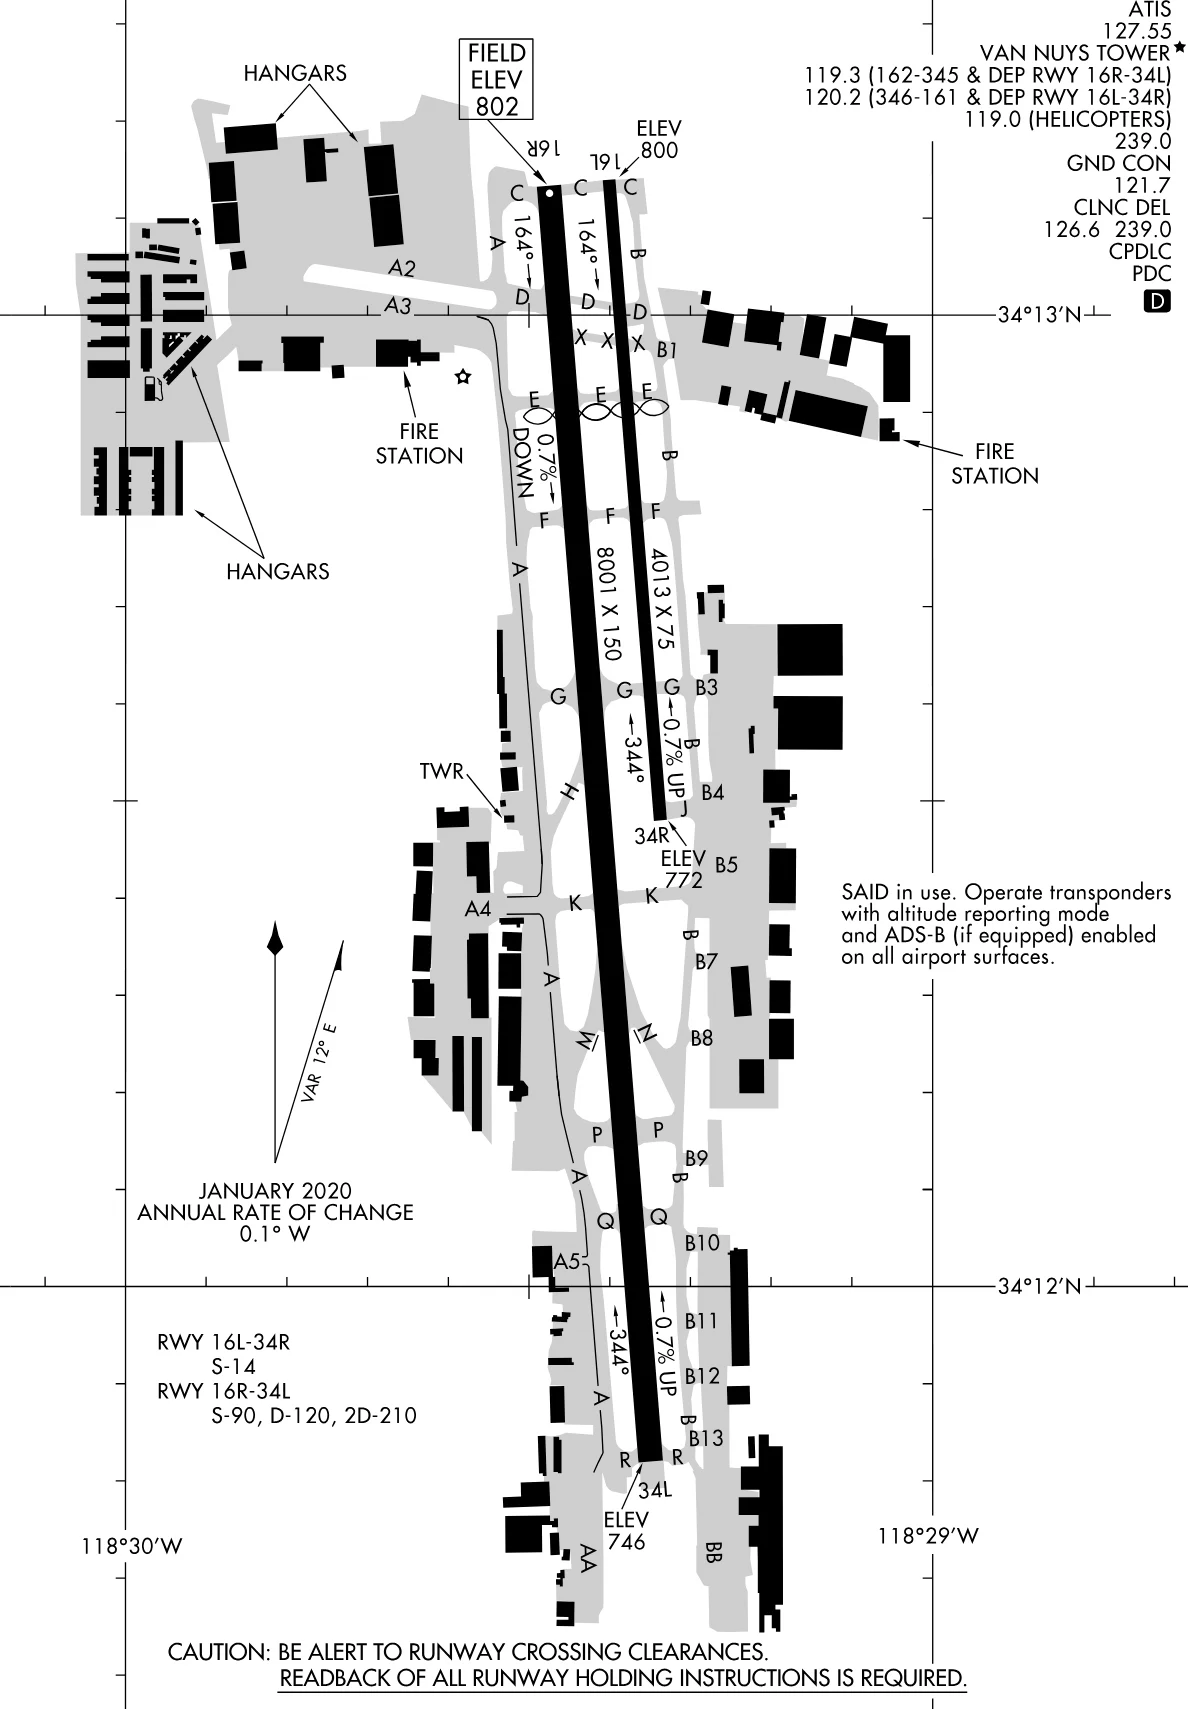 ATIS
127.55
VAN NUYS TOWER★
119.3 (162-345 & DEP RWY 16R-34L)
120.2 (346-161 & DEP RWY 16L-34R)
119.0 (HELICOPTERS)
239.0
GND CON
121.7
CLNC DEL
126.6 239.0
CPDLC
PDC
D
FIELD
ELEV
802
HANGARS
16R
16L
ELEV
800
C
C
C
A
164°
164°
B
A2
A3
D
D
D
34°13'N
X
X
X
B1
E
E
E
FIRE
STATION
DOWN
0.7%
B
FIRE
STATION
F
F
F
HANGARS
A
8001 X 150
4013 X 75
G
G
G
B3
344°
0.7% UP
B
TWR
H
B4
J
34R
ELEV
772
B5
A4
K
K
SAID in use. Operate transponders
with altitude reporting mode
and ADS-B (if equipped) enabled
on all airport surfaces.
B
B7
A
VAR 12° E
M
N
B8
P
P
B9
A
B
JANUARY 2020
ANNUAL RATE OF CHANGE
0.1° W
Q
Q
B10
A5
34°12'N
344°
0.7% UP
B11
RWY 16L-34R
S-14
RWY 16R-34L
S-90, D-120, 2D-210
B12
A
B
B13
R
R
34L
ELEV
746
118°30'W
118°29'W
AA
BB
CAUTION: BE ALERT TO RUNWAY CROSSING CLEARANCES.
READBACK OF ALL RUNWAY HOLDING INSTRUCTIONS IS REQUIRED.